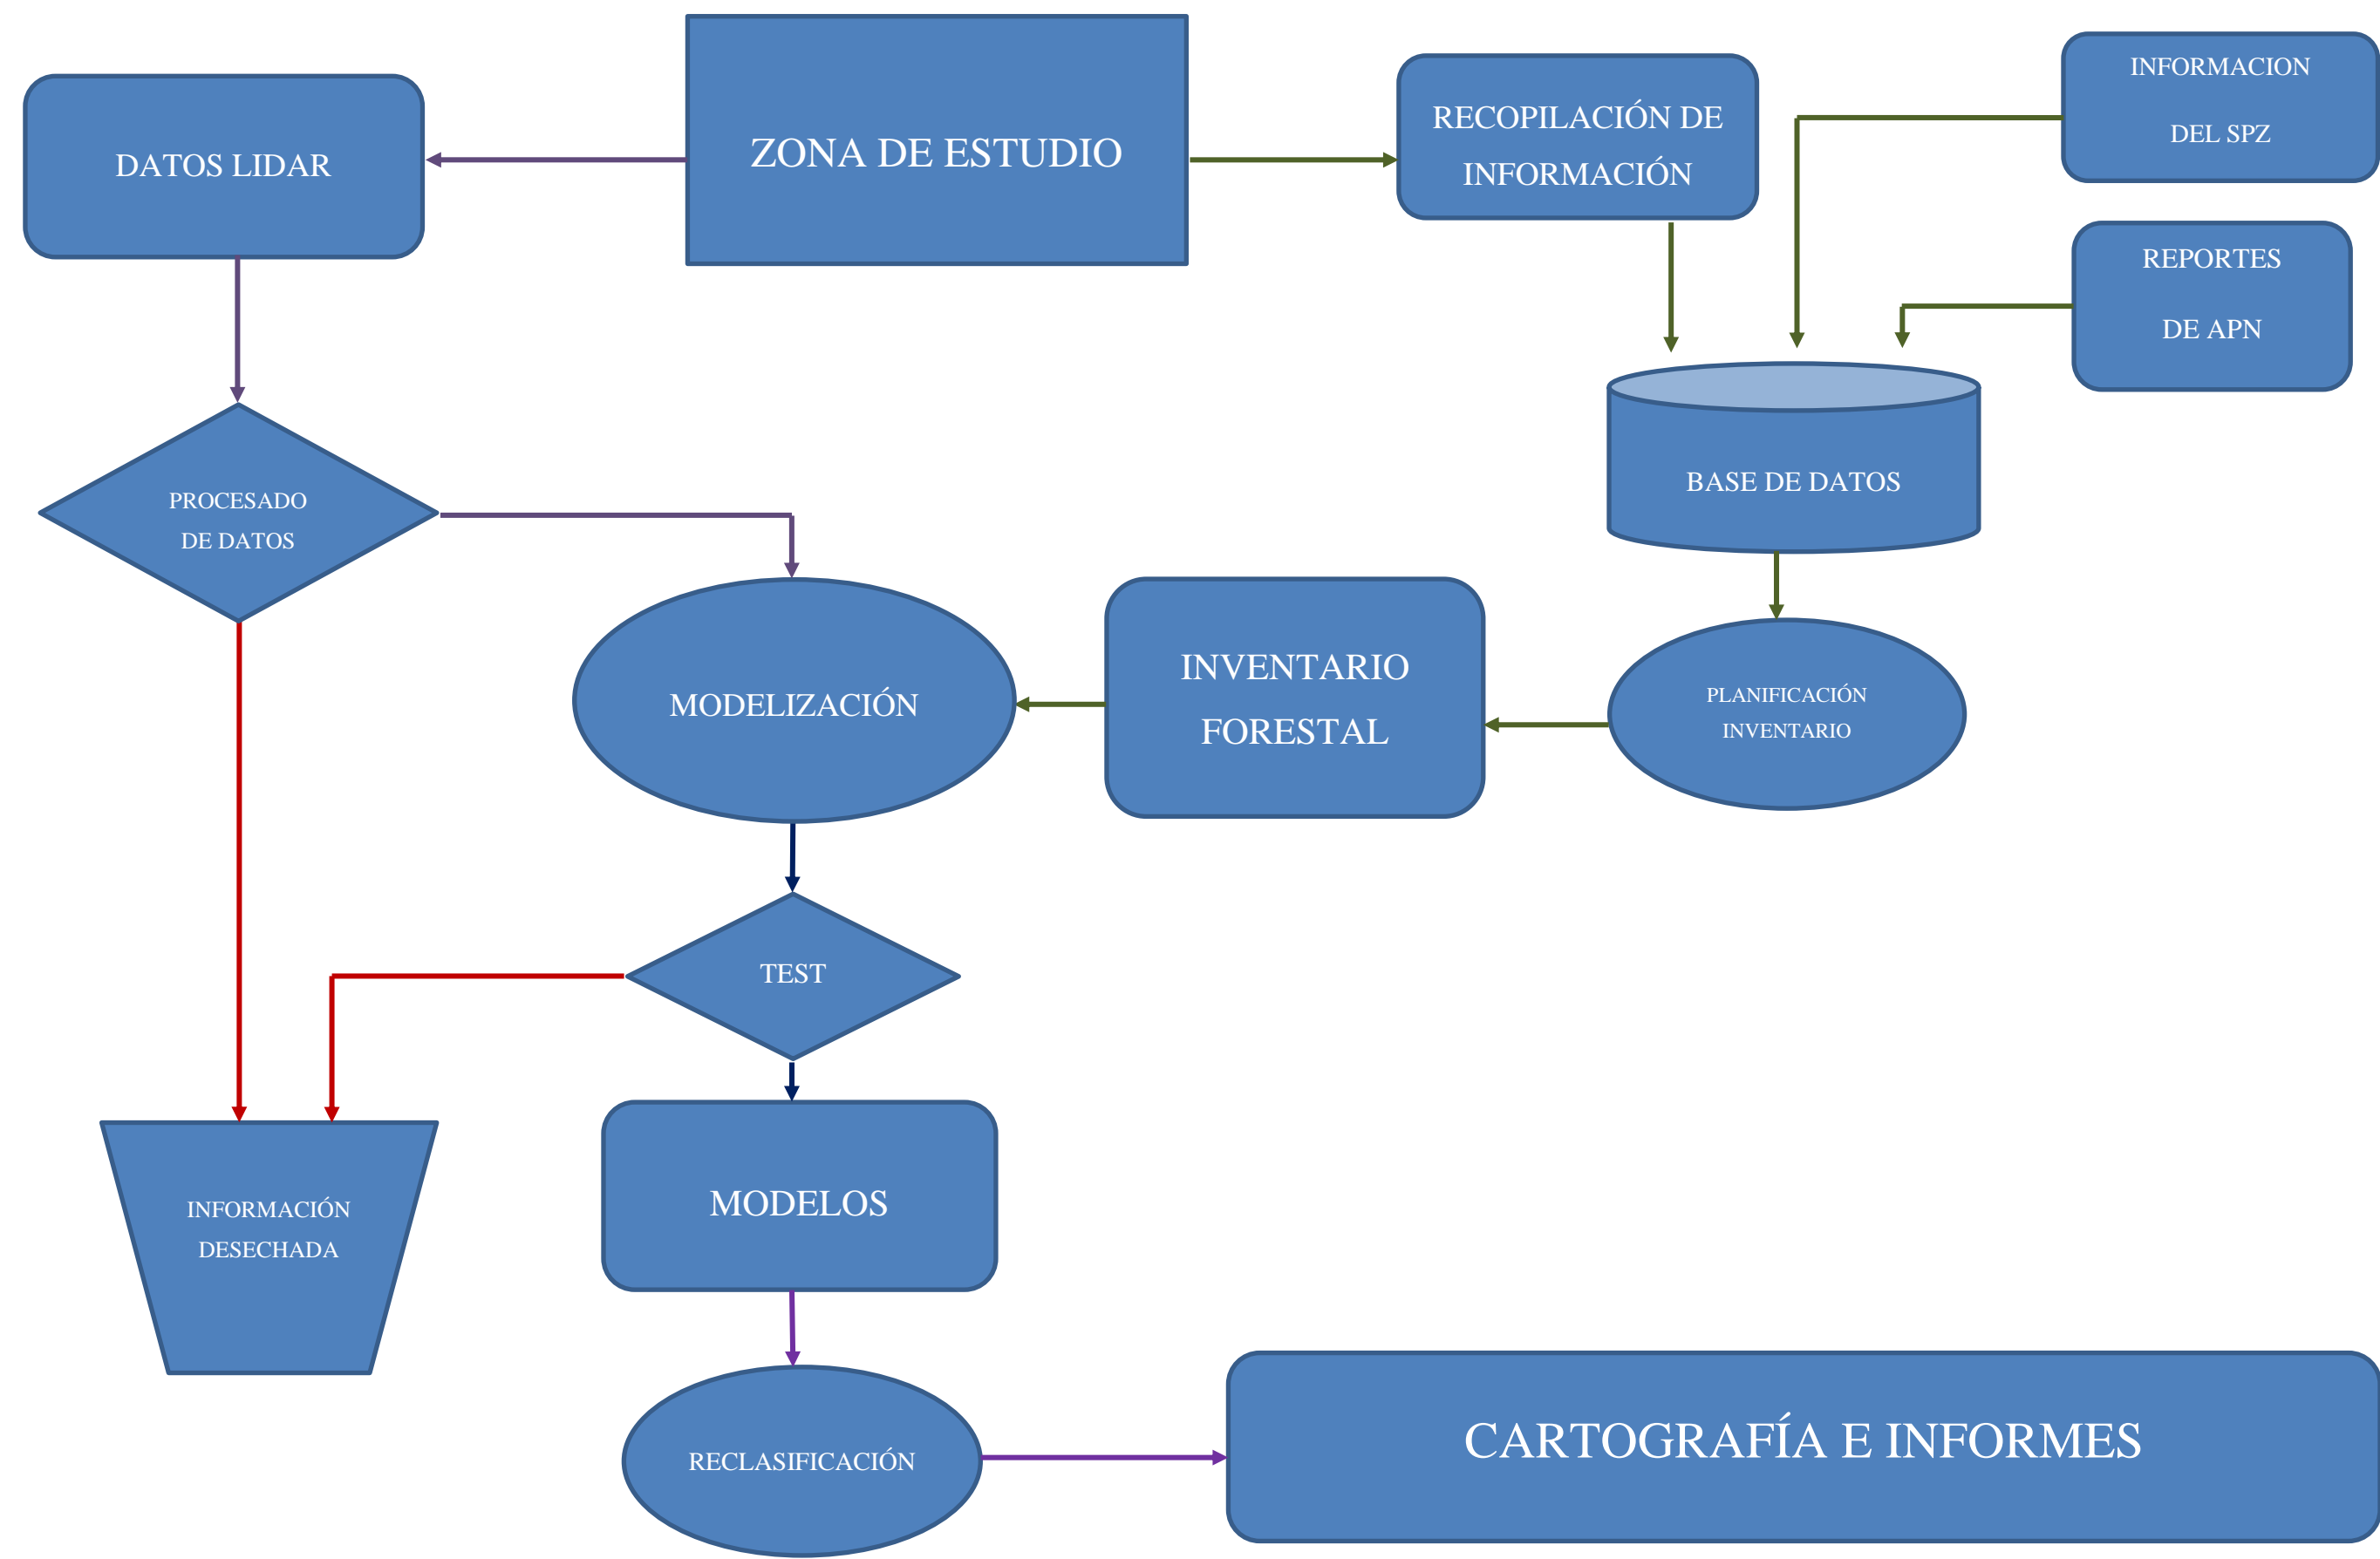 ZONA DE ESTUDIO
DATOS LIDAR
RECOPILACIÓN DE
INFORMACIÓN
INFORMACION
DEL SPZ
REPORTES
DE APN
BASE DE DATOS
PROCESADO
DE DATOS
MODELIZACIÓN
INVENTARIO
FORESTAL
PLANIFICACIÓN
INVENTARIO
TEST
INFORMACIÓN
DESECHADA
MODELOS
RECLASIFICACIÓN
CARTOGRAFÍA E INFORMES